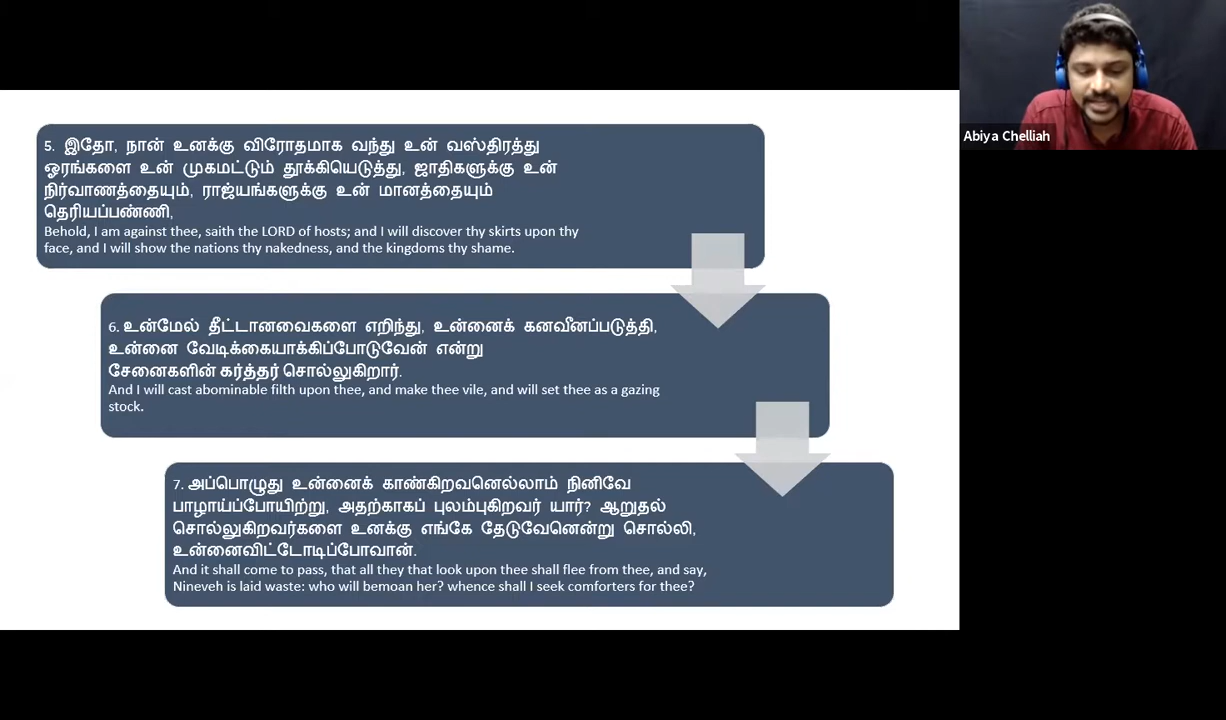 5. இதோ, நான் உனக்கு விரோதமாக வந்து உன் வஸ்திரத்து
ஓரங்களை உன் முகமட்டும் தூக்கியெடுத்து, ஜாதிகளுக்கு உன்
நிர்வாணத்தையும், ராஜ்யங்களுக்கு உன் மானத்தையும்
தெரியப்பண்ணி,
Behold, I am against thee, saith the LORD of hosts; and I will discover thy skirts upon thy
face, and I will show the nations thy nakedness, and the kingdoms thy shame.
6. உன்மேல் தீட்டானவைகளை எறிந்து, உன்னைக் கனவீனப்படுத்தி,
உன்னை வேடிக்கையாக்கிப்போடுவேன் என்று
சேனைகளின் கர்த்தர் சொல்லுகிறார்.
And I will cast abominable filth upon thee, and make thee vile, and will set thee as a gazing
stock.
7. அப்பொழுது உன்னைக் காண்கிறவனெல்லாம் நினிவே
பாழாய்ப்போயிற்று, அதற்காகப் புலம்புகிறவர் யார்? ஆறுதல்
சொல்லுகிறவர்களை உனக்கு எங்கே தேடுவேனென்று சொல்லி,
உன்னைவிட்டோடிப்போவான்.
And it shall come to pass, that all they that look upon thee shall flee from thee, and say,
Nineveh is laid waste: who will bemoan her? whence shall I seek comforters for thee?
Abiya Chelliah